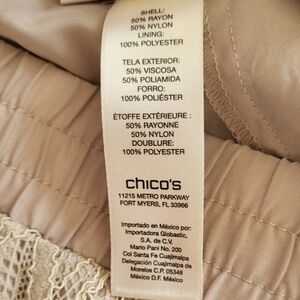 SHELL:
50% RAYON
50% NYLON
LINING:
100% POLYESTER
TELA EXTERIOR:
50% VISCOSA
50% POLIAMIDA
FORRO:
100% POLIESTER
ÉTOFFE EXTÉRIEURE :
50% RAYONNE
50% NYLON
DOUBLURE:
100% POLYESTER
chico's
11215 METRO PARKWAY
FORT MYERS, FL 33966
Importado en México por:
Importadora Globastic,
S.A. de C.V.
Mario Pani No. 200
Col Santa Fe Cuajimalpa
Delegación Cuajimalpa de
Morelos C.P. 05348
México D.F. México